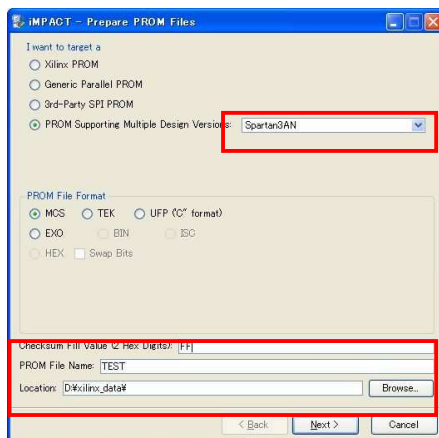 iMPACT - Prepare PROM Files
I want to target a
Xilinx PROM
Generic Parallel PROM
3rd-Party SPI PROM
PROM Supporting Multiple Design Versions: Spartan3AN
PROM File Format
MCS TEK UFP ("C" format)
EXO BIN ISC
HEX Swap Bits
Checksum Fill Value (2 Hex Digits): FF
PROM File Name: TEST
Location: D:¥xilinx_data¥ Browse...
< Back Next > Cancel